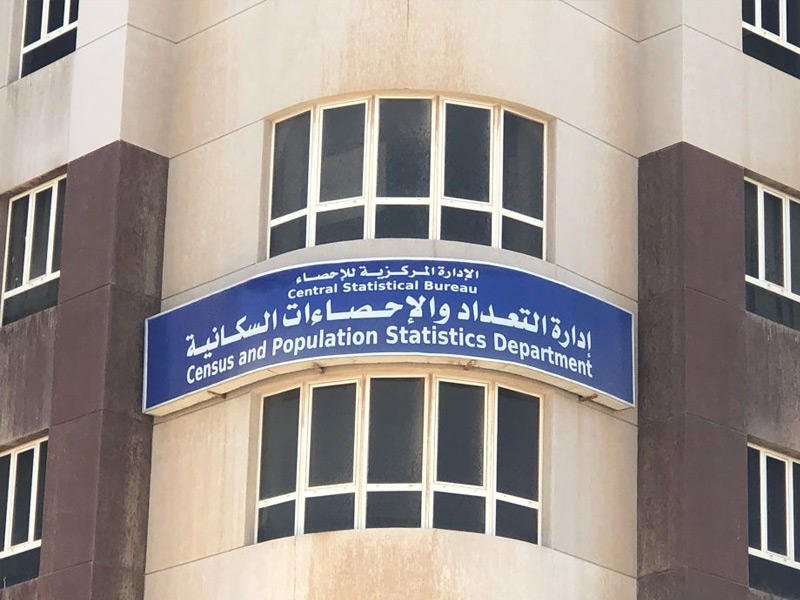 الإدارة المركزية للإحصاء
Central Statistical Bureau
إدارة التعداد والإحصاءات السكانية
Census and Population Statistics Department